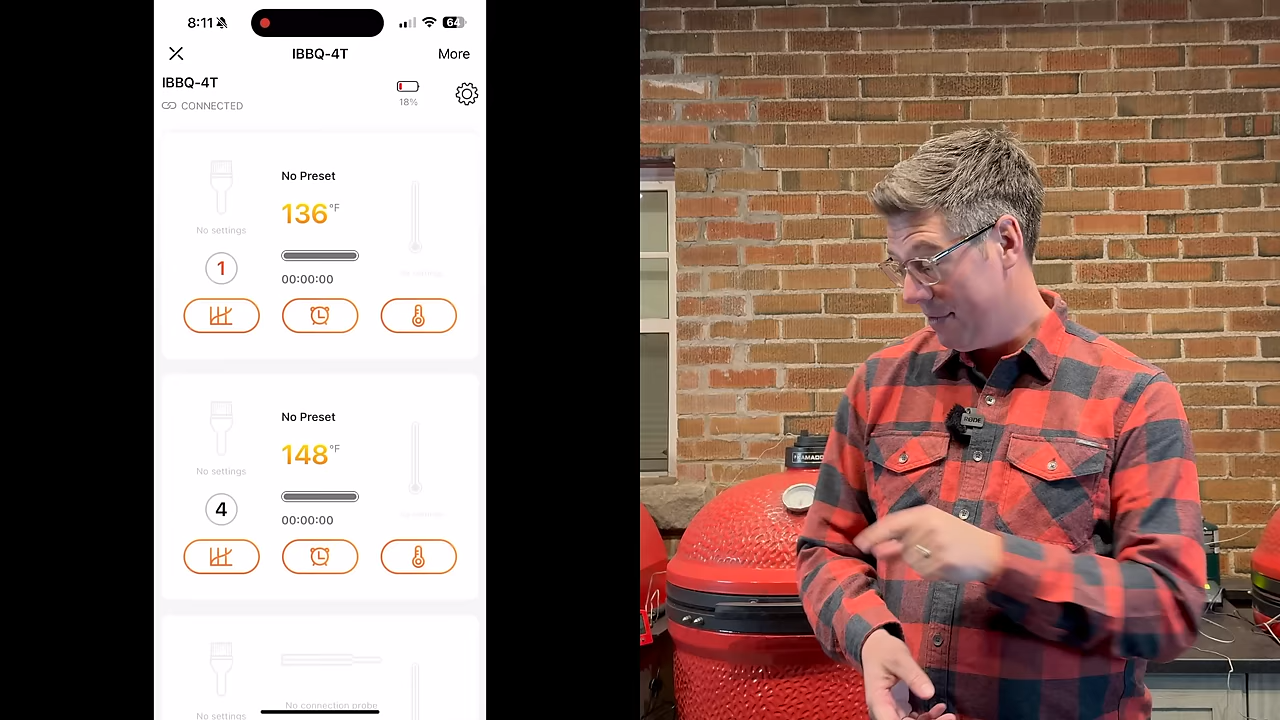 8:11
64
IBBQ-4T
More
IBBQ-4T
CONNECTED
18%
No Preset
136°F
No settings
1
00:00:00
No Preset
148°F
No settings
4
00:00:00
No connection probe
No settings
RØDE